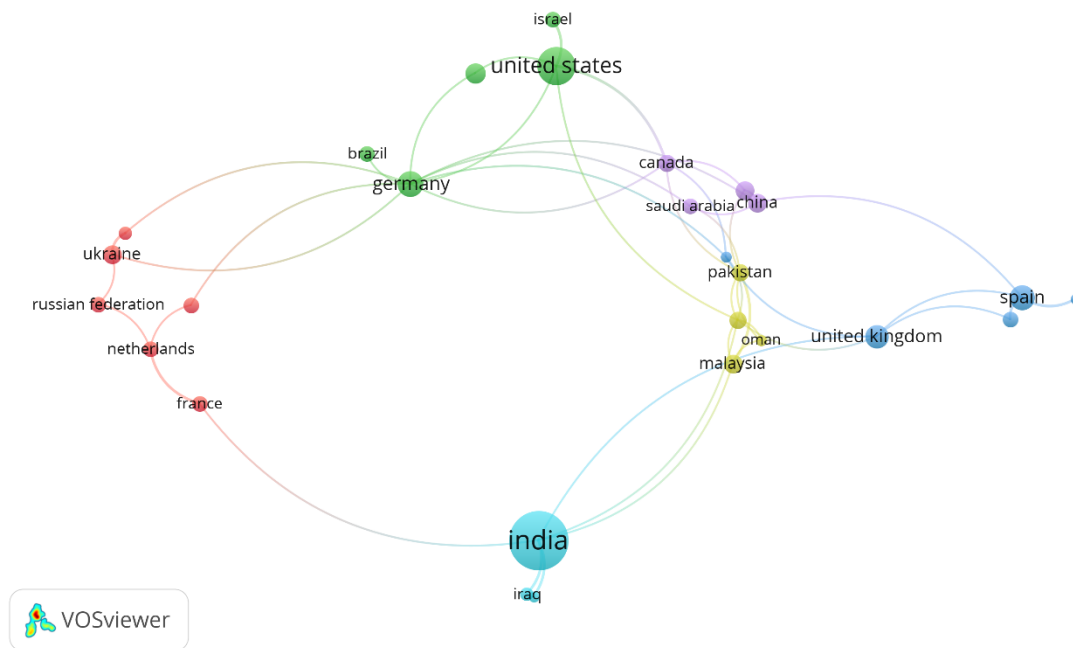 israel
united states
brazil
germany
canada
saudi arabia
china
ukraine
pakistan
russian federation
spain
united kingdom
oman
netherlands
malaysia
france
india
iraq
VOSviewer